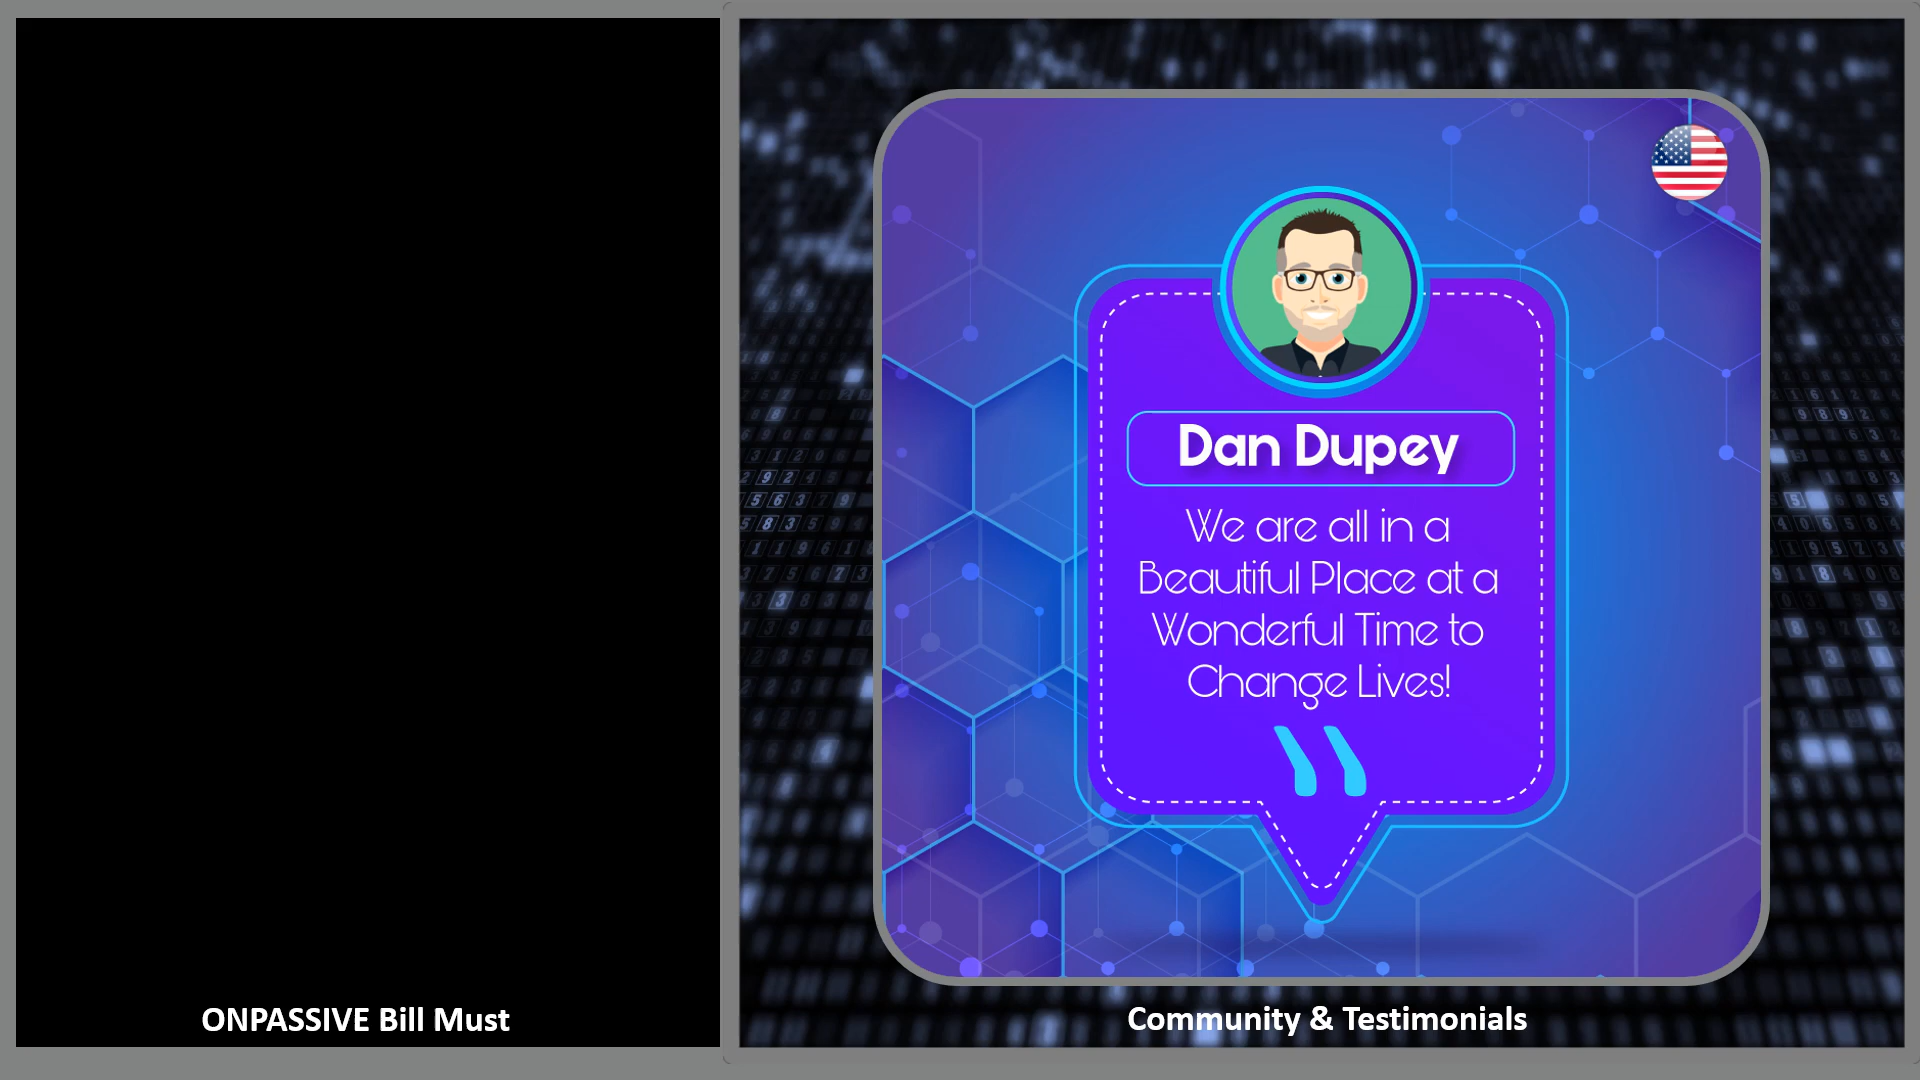 Dan Dupey
We are all in a
Beautiful Place at a
Wonderful Time to
Change Lives!
ONPASSIVE Bill Must
Community & Testimonials